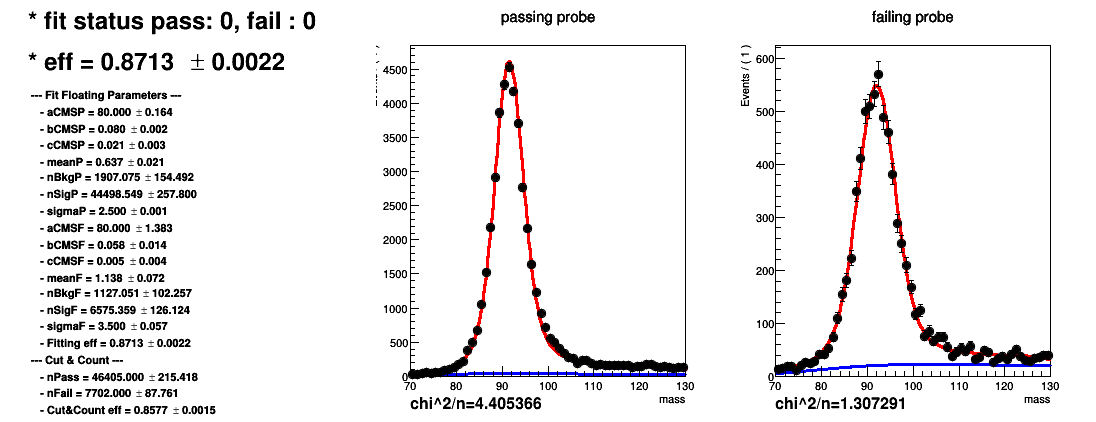 * fit status pass: 0, fail : 0
* eff = 0.8713 ± 0.0022
--- Fit Floating Parameters ---
- aCMSP = 80.000 ± 0.164
- bCMSP = 0.080 ± 0.002
- cCMSP = 0.021 ± 0.003
- meanP = 0.637 ± 0.021
- nBkgP = 1907.075 ± 154.492
- nSigP = 44498.549 ± 257.800
- sigmaP = 2.500 ± 0.001
- aCMSF = 80.000 ± 1.383
- bCMSF = 0.058 ± 0.014
- cCMSF = 0.005 ± 0.004
- meanF = 1.138 ± 0.072
- nBkgF = 1127.051 ± 102.257
- nSigF = 6575.359 ± 126.124
- sigmaF = 3.500 ± 0.057
- Fitting eff = 0.8713 ± 0.0022
--- Cut & Count ---
- nPass = 46405.000 ± 215.418
- nFail = 7702.000 ± 87.761
- Cut&Count eff = 0.8577 ± 0.0015
passing probe
4500
4000
3500
3000
2500
2000
1500
1000
500
0
70 80 90 100 110 120 130
mass
chi^2/n=4.405366
failing probe
Events / ( 1 )
600
500
400
300
200
100
0
70 80 90 100 110 120 130
mass
chi^2/n=1.307291